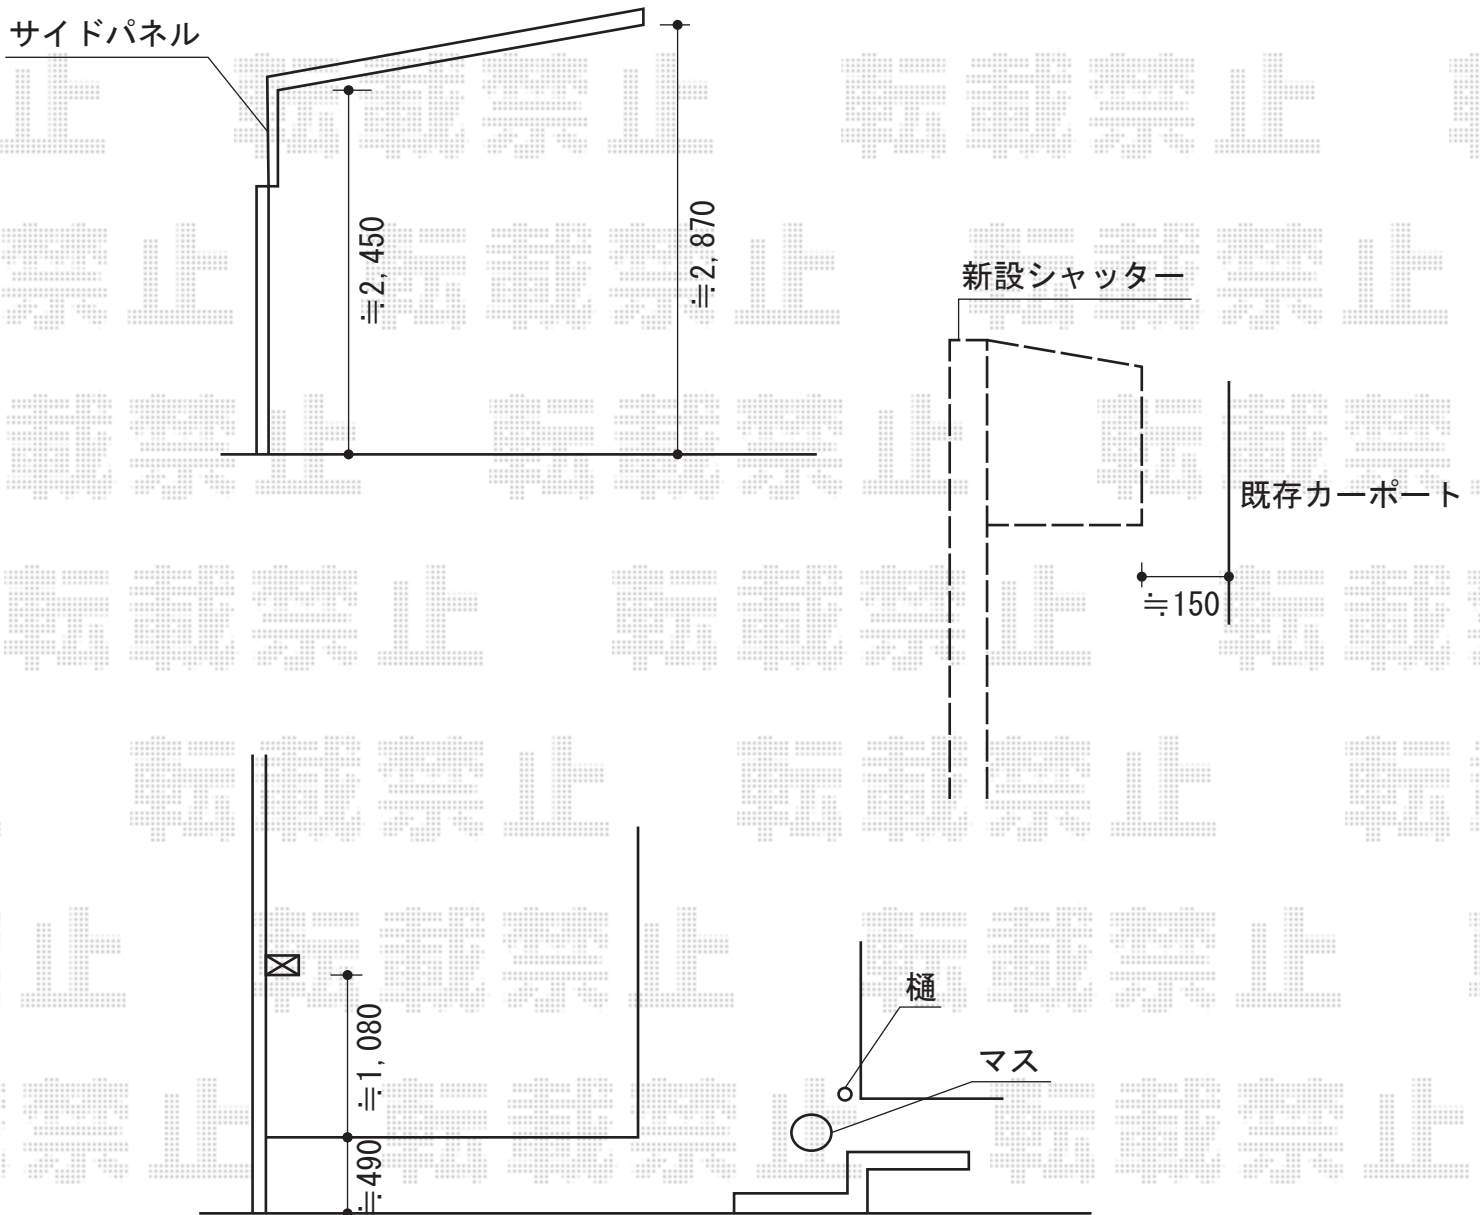 サイドパネル
≒2,450
≒2,870
新設シャッター
既存カーポート
≒150
樋
マス
≒1,080
≒490
転載禁止